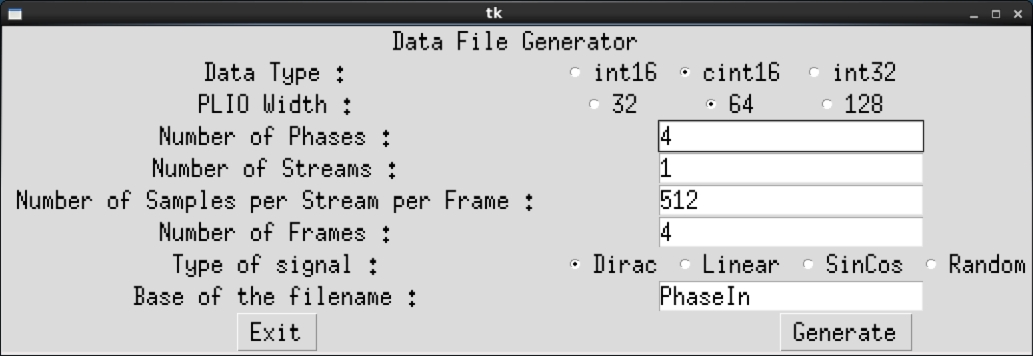 tk
Data File Generator
Data Type : int16 cint16 int32
PLIO Width : 32 64 128
Number of Phases : 4
Number of Streams : 1
Number of Samples per Stream per Frame : 512
Number of Frames : 4
Type of signal : Dirac Linear SinCos Random
Base of the filename : PhaseIn
Exit Generate